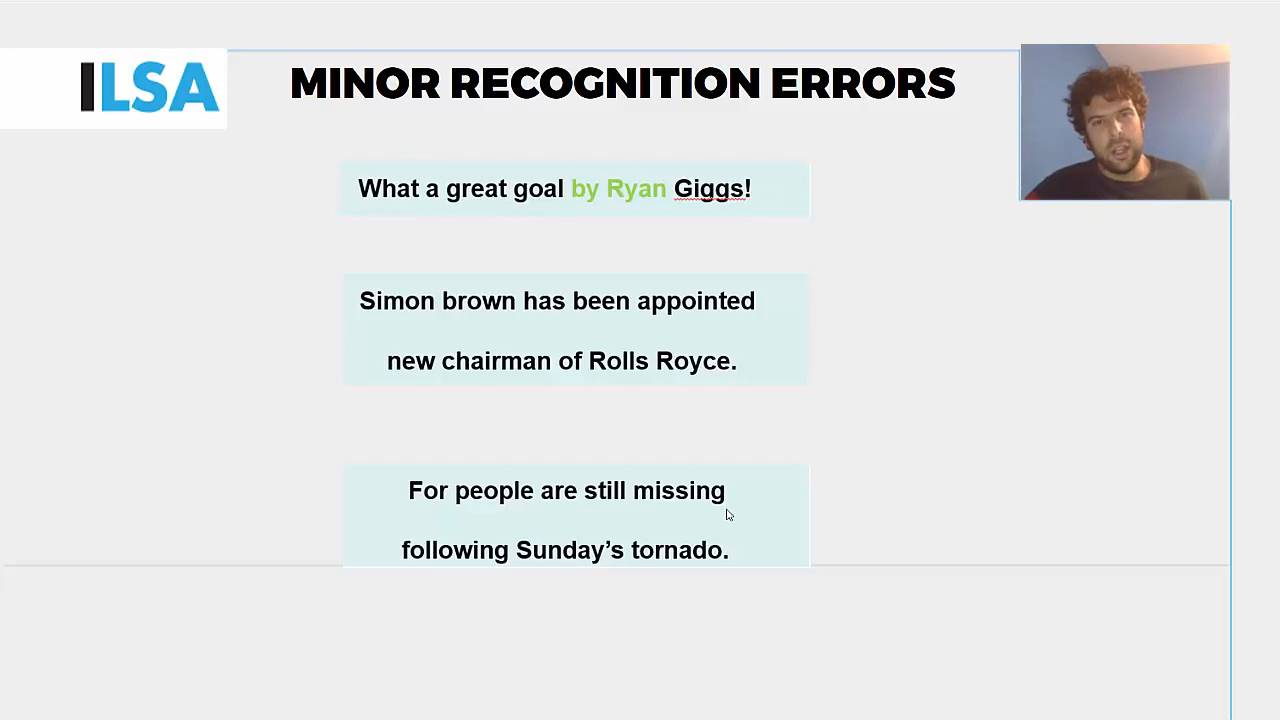 ILSA
MINOR RECOGNITION ERRORS
What a great goal by Ryan Giggs!
Simon brown has been appointed
new chairman of Rolls Royce.
For people are still missing
following Sunday’s tornado.